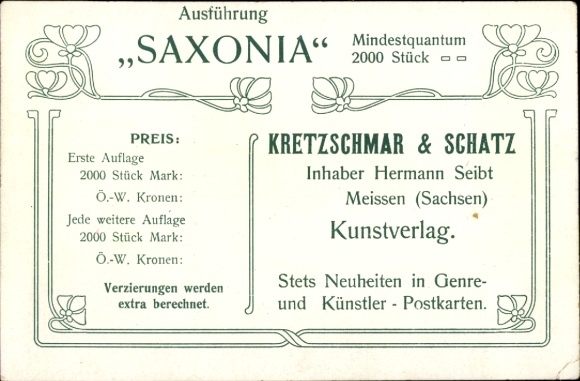 Ausführung
„SAXONIA“
Mindestquantum
2000 Stück
PREIS:
Erste Auflage
2000 Stück Mark:
Ö.-W. Kronen:
Jede weitere Auflage
2000 Stück Mark:
Ö.-W. Kronen:
Verzierungen werden
extra berechnet.
KRETZSCHMAR & SCHATZ
Inhaber Hermann Seibt
Meissen (Sachsen)
Kunstverlag.
Stets Neuheiten in Genre-
und Künstler - Postkarten.